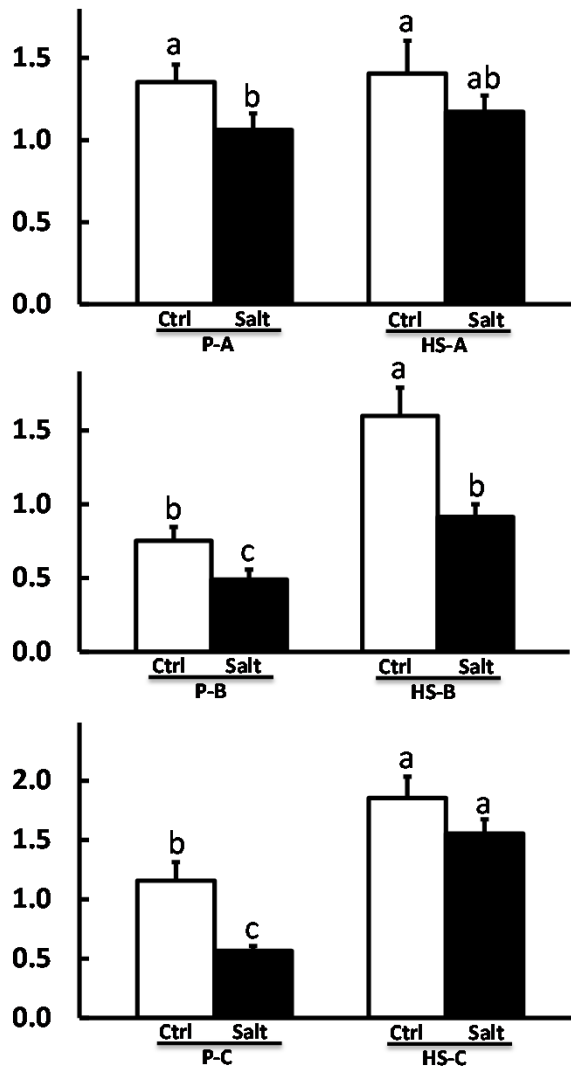 a
a
1.5
b
ab
1.0
0.5
0.0
Ctrl Salt Ctrl Salt
P-A HS-A
a
1.5
1.0
b
b
c
0.5
0.0
Ctrl Salt Ctrl Salt
P-B HS-B
a
2.0
a
1.5
b
1.0
c
0.5
0.0
Ctrl Salt Ctrl Salt
P-C HS-C